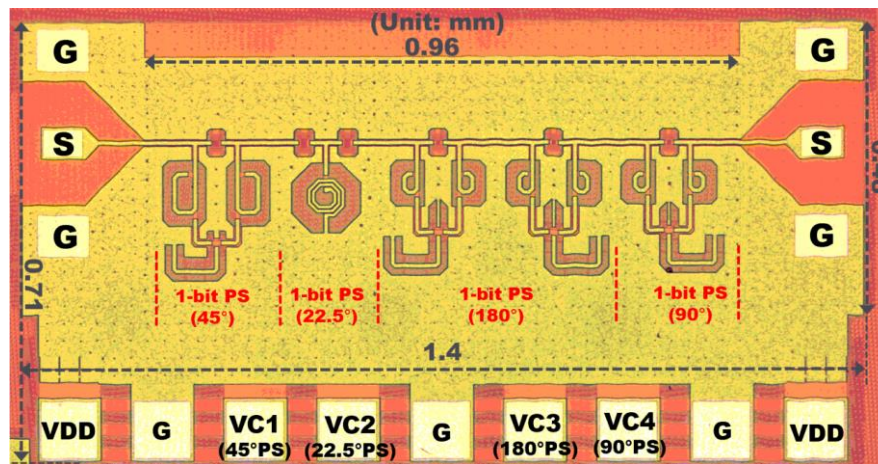 (Unit: mm)
0.96
G
G
S
S
G
G
0.71
1-bit PS
(45°)
1-bit PS
(22.5°)
1-bit PS
(180°)
1-bit PS
(90°)
1.4
VDD
G
VC1
(45°PS)
VC2
(22.5°PS)
G
VC3
(180°PS)
VC4
(90°PS)
G
VDD